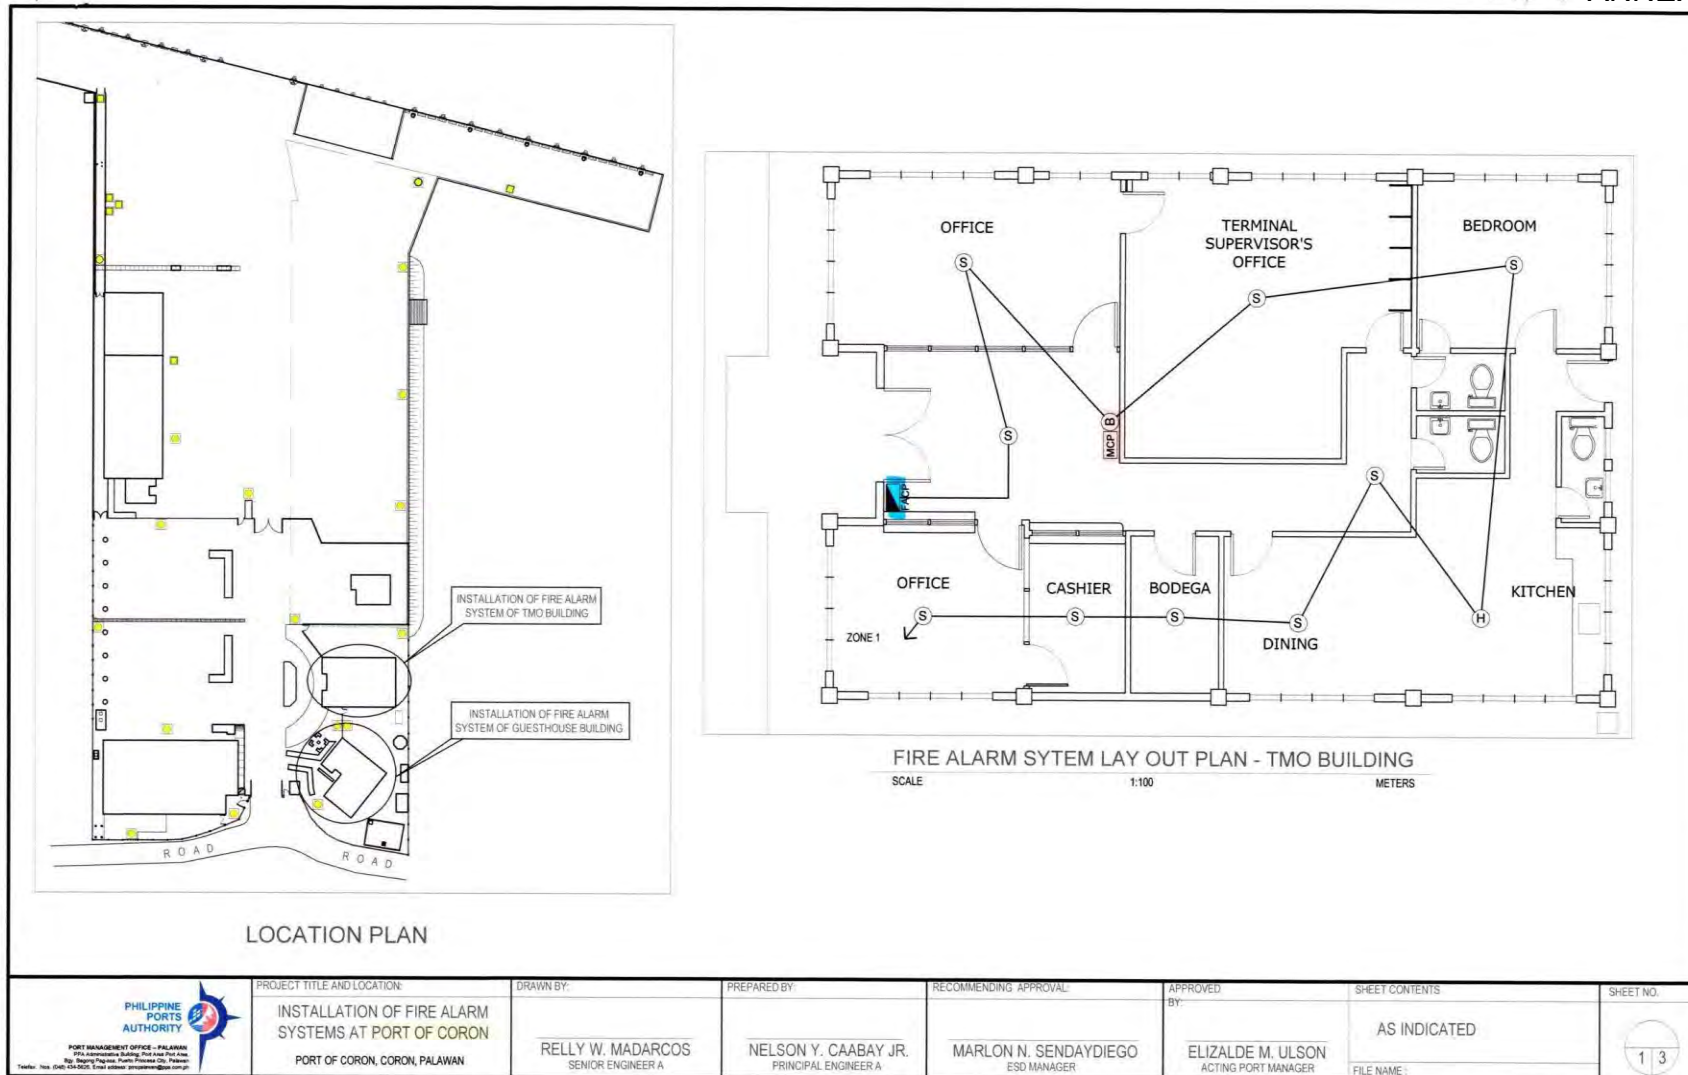 INSTALLATION OF FIRE ALARM
SYSTEM OF TMO BUILDING
INSTALLATION OF FIRE ALARM
SYSTEM OF GUESTHOUSE BUILDING
ROAD
ROAD
LOCATION PLAN
OFFICE
TERMINAL
SUPERVISOR'S
OFFICE
BEDROOM
S
S
S
B
MCP
S
S
FACP
OFFICE
CASHIER
BODEGA
KITCHEN
S
S
S
S
H
ZONE 1
DINING
FIRE ALARM SYTEM LAY OUT PLAN - TMO BUILDING
SCALE
1:100
METERS
PHILIPPINE
PORTS
AUTHORITY
PORT MANAGEMENT OFFICE – PALAWAN
PPA Administrative Building, Port Area
PROJECT TITLE AND LOCATION:
INSTALLATION OF FIRE ALARM
SYSTEMS AT PORT OF CORON
PORT OF CORON, CORON, PALAWAN
DRAWN BY:
RELLY W. MADARCOS
SENIOR ENGINEER A
PREPARED BY:
NELSON Y. CAABAY JR.
PRINCIPAL ENGINEER A
RECOMMENDING APPROVAL:
MARLON N. SENDAYDIEGO
ESD MANAGER
APPROVED
BY:
ELIZALDE M. ULSON
ACTING PORT MANAGER
SHEET CONTENTS
AS INDICATED
FILE NAME :
SHEET NO.
1 3